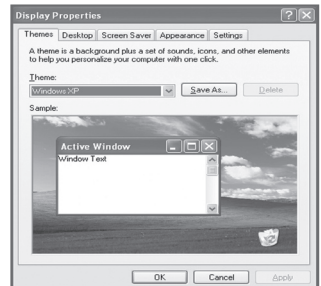 Display Properties
Themes Desktop Screen Saver Appearance Settings
A theme is a background plus a set of sounds, icons, and other elements
to help you personalize your computer with one click.
Theme:
Windows XP Save As... Delete
Sample:
Active Window
Window Text
OK Cancel Apply